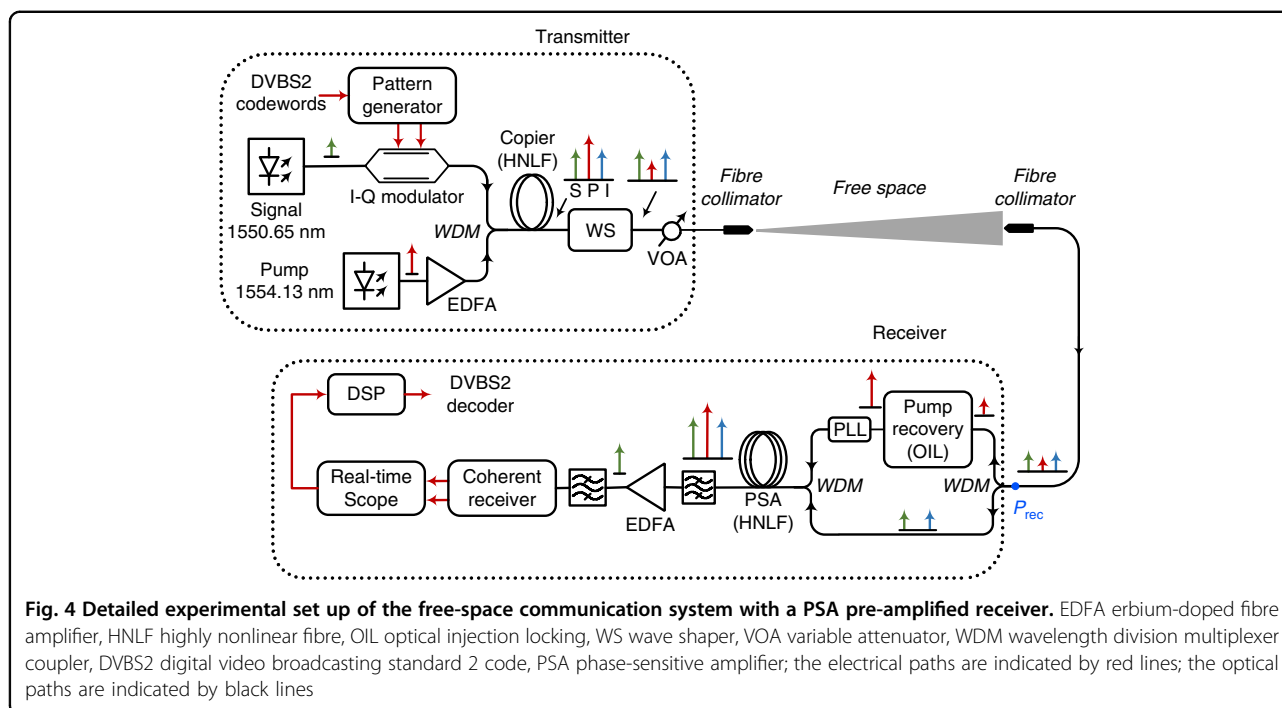 Transmitter
DVBS2
codewords
Pattern
generator
Copier
(HNLF)
S P I
I-Q modulator
Signal
1550.65 nm
WDM
WS
VOA
Pump
1554.13 nm
EDFA
Fibre
collimator
Free space
Fibre
collimator
Receiver
DSP
DVBS2
decoder
Real-time
Scope
Coherent
receiver
EDFA
PSA
(HNLF)
WDM
PLL
Pump
recovery
(OIL)
WDM
Prec
Fig. 4 Detailed experimental set up of the free-space communication system with a PSA pre-amplified receiver. EDFA erbium-doped fibre
amplifier, HNLF highly nonlinear fibre, OIL optical injection locking, WS wave shaper, VOA variable attenuator, WDM wavelength division multiplexer
coupler, DVBS2 digital video broadcasting standard 2 code, PSA phase-sensitive amplifier; the electrical paths are indicated by red lines; the optical
paths are indicated by black lines